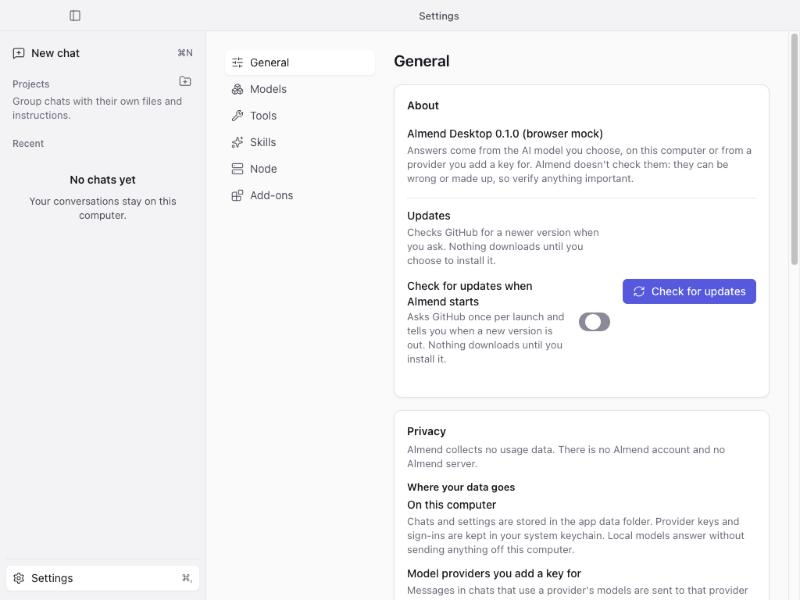 Settings
New chat
⌘N
Projects
Group chats with their own files and
instructions.
Recent
No chats yet
Your conversations stay on this
computer.
Settings
⌘,
General
Models
Tools
Skills
Node
Add-ons
General
About
Almend Desktop 0.1.0 (browser mock)
Answers come from the AI model you choose, on this computer or from a
provider you add a key for. Almend doesn't check them: they can be
wrong or made up, so verify anything important.
Updates
Checks GitHub for a newer version when
you ask. Nothing downloads until you
choose to install it.
Check for updates when
Almend starts
Asks GitHub once per launch and
tells you when a new version is
out. Nothing downloads until you
install it.
Check for updates
Privacy
Almend collects no usage data. There is no Almend account and no
Almend server.
Where your data goes
On this computer
Chats and settings are stored in the app data folder. Provider keys and
sign-ins are kept in your system keychain. Local models answer without
sending anything off this computer.
Model providers you add a key for
Messages in chats that use a provider's models are sent to that provider